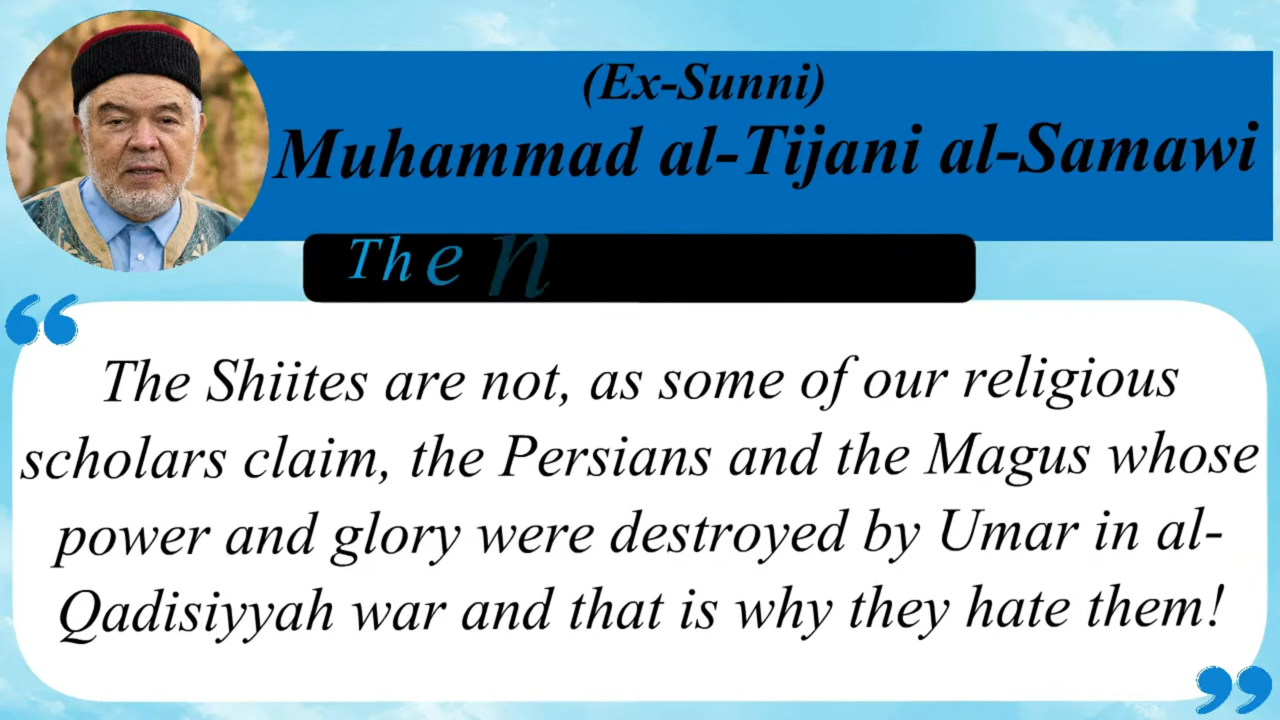 (Ex-Sunni)
Muhammad al-Tijani al-Samawi
The n
The Shiites are not, as some of our religious
scholars claim, the Persians and the Magus whose
power and glory were destroyed by Umar in al-
Qadisiyyah war and that is why they hate them!